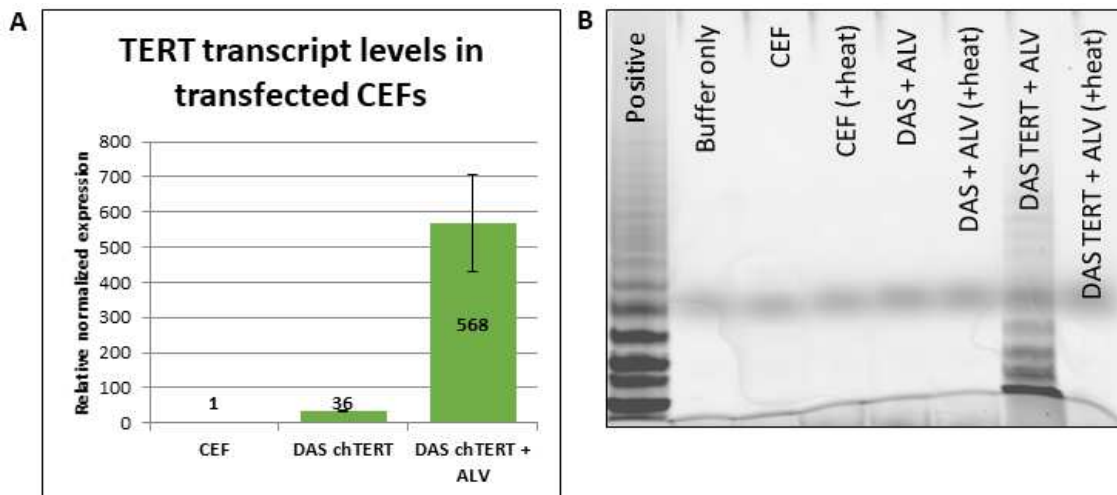 A
TERT transcript levels in
transfected CEFs
Relative normalized expression
800
700
600
500
400
300
200
100
0
1
36
568
CEF
DAS chTERT
DAS chTERT +
ALV
B
Positive
Buffer only
CEF
CEF (+heat)
DAS + ALV
DAS + ALV (+heat)
DAS TERT + ALV
DAS TERT + ALV (+heat)